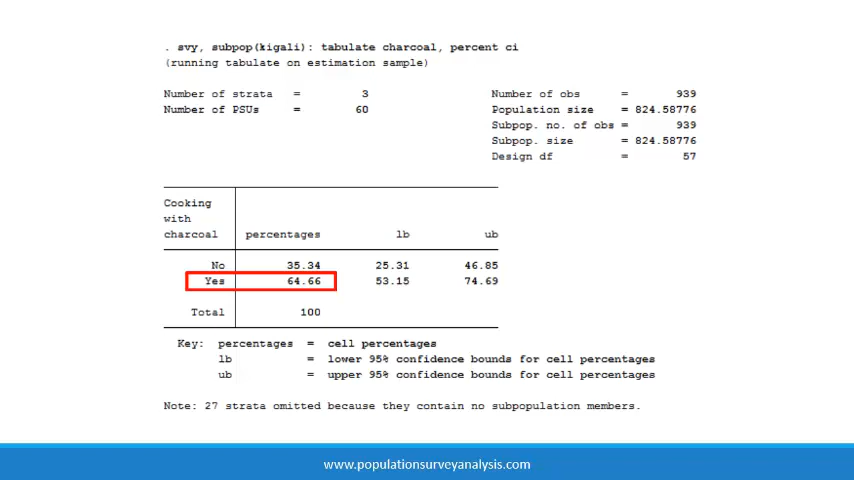 . svy, subpop(kigali): tabulate charcoal, percent ci
(running tabulate on estimation sample)
Number of strata = 3 Number of obs = 939
Number of PSUs = 60 Population size = 824.58776
Subpop. no. of obs = 939
Subpop. size = 824.58776
Design df = 57
Cooking
with
charcoal percentages lb ub
No 35.34 25.31 46.85
Yes 64.66 53.15 74.69
Total 100
Key: percentages = cell percentages
lb = lower 95% confidence bounds for cell percentages
ub = upper 95% confidence bounds for cell percentages
Note: 27 strata omitted because they contain no subpopulation members.
www.populationsurveyanalysis.com